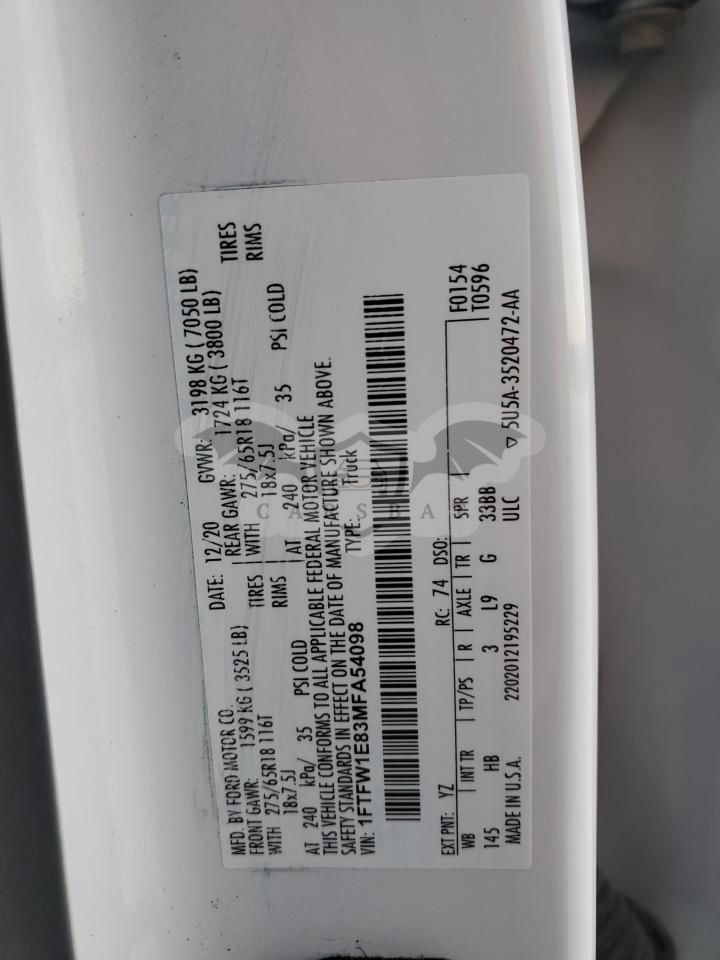 MFD. BY FORD MOTOR CO.
DATE: 12/20 GVWR: 3198 KG ( 7050 LB)
FRONT GAWR: 1599 KG ( 3525 LB) REAR GAWR: 1724 KG ( 3800 LB)
WITH 275/65R18 116T TIRES WITH 275/65R18 116T TIRES
18x7.5J RIMS 18x7.5J RIMS
AT 240 kPa/ 35 PSI COLD AT 240 kPa/ 35 PSI COLD
THIS VEHICLE CONFORMS TO ALL APPLICABLE FEDERAL MOTOR VEHICLE
SAFETY STANDARDS IN EFFECT ON THE DATE OF MANUFACTURE SHOWN ABOVE.
VIN: 1FTFW1E83MFA54098 TYPE: Truck
EXT PNT: YZ RC: 74 DSO: F0154
WB INT TR TP/PS R AXLE TR SPR T0596
145 HB 3 L9 G 33BB
MADE IN U.S.A. 2202012195229 ULC 5U5A-3520472-AA